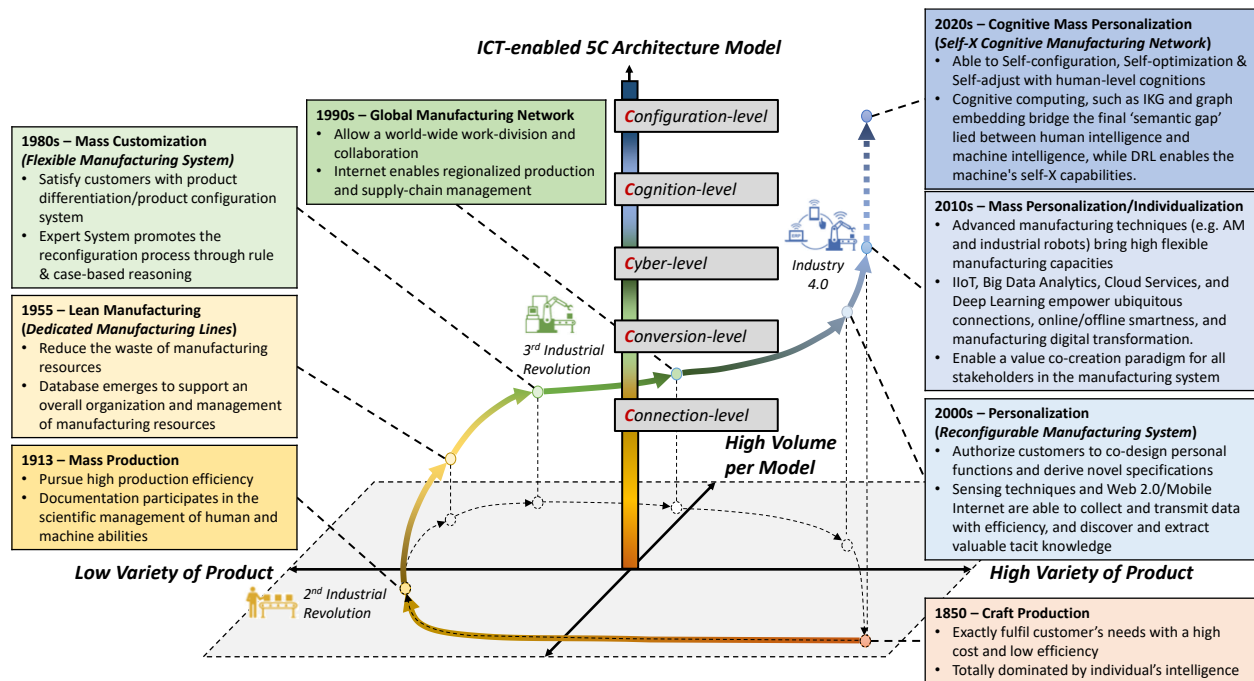 ICT-enabled 5C Architecture Model
Configuration-level
Cognition-level
Cyber-level
Conversion-level
Connection-level
1990s – Global Manufacturing Network
• Allow a world-wide work-division and
collaboration
• Internet enables regionalized production
and supply-chain management
1980s – Mass Customization
(Flexible Manufacturing System)
• Satisfy customers with product
differentiation/product configuration
system
• Expert System promotes the
reconfiguration process through rule
& case-based reasoning
1955 – Lean Manufacturing
(Dedicated Manufacturing Lines)
• Reduce the waste of manufacturing
resources
• Database emerges to support an
overall organization and management
of manufacturing resources
1913 – Mass Production
• Pursue high production efficiency
• Documentation participates in the
scientific management of human and
machine abilities
3rd Industrial
Revolution
Industry
4.0
High Volume
per Model
Low Variety of Product
High Variety of Product
2nd Industrial
Revolution
2020s – Cognitive Mass Personalization
(Self-X Cognitive Manufacturing Network)
• Able to Self-configuration, Self-optimization &
Self-adjust with human-level cognitions
• Cognitive computing, such as IKG and graph
embedding bridge the final ‘semantic gap’
lied between human intelligence and
machine intelligence, while DRL enables the
machine's self-X capabilities.
2010s – Mass Personalization/Individualization
• Advanced manufacturing techniques (e.g. AM
and industrial robots) bring high flexible
manufacturing capacities
• IIoT, Big Data Analytics, Cloud Services, and
Deep Learning empower ubiquitous
connections, online/offline smartness, and
manufacturing digital transformation.
• Enable a value co-creation paradigm for all
stakeholders in the manufacturing system
2000s – Personalization
(Reconfigurable Manufacturing System)
• Authorize customers to co-design personal
functions and derive novel specifications
• Sensing techniques and Web 2.0/Mobile
Internet are able to collect and transmit data
with efficiency, and discover and extract
valuable tacit knowledge
1850 – Craft Production
• Exactly fulfil customer’s needs with a high
cost and low efficiency
• Totally dominated by individual’s intelligence